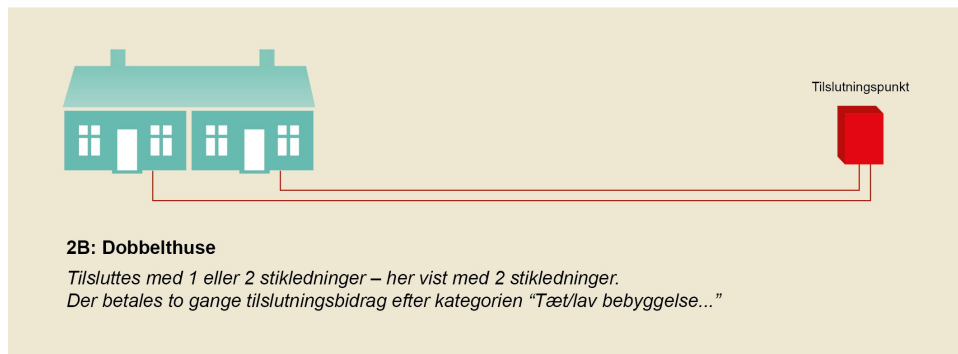 Tilslutningspunkt
2B: Dobbelthuse
Tilsluttes med 1 eller 2 stikledninger – her vist med 2 stikledninger.
Der betales to gange tilslutningsbidrag efter kategorien “Tæt/lav bebyggelse...”